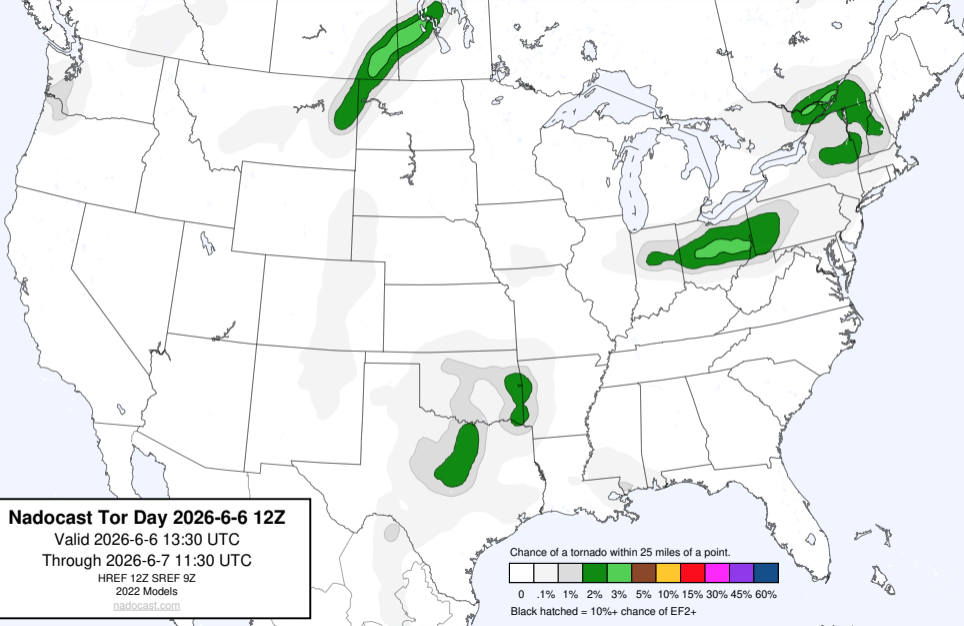 Nadocast Tor Day 2026-6-6 12Z
Valid 2026-6-6 13:30 UTC
Through 2026-6-7 11:30 UTC
HREF 12Z SREF 9Z
2022 Models
nadocast.com
Chance of a tornado within 25 miles of a point.
0 .1% 1% 2% 3% 5% 10% 15% 30% 45% 60%
Black hatched = 10%+ chance of EF2+